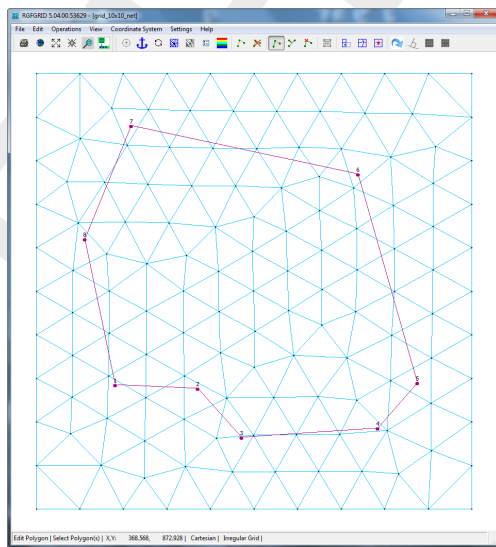 RGFGRID 5.04.00.53629 - [grid_10x10_net]
File Edit Operations View Coordinate System Settings Help
7
6
8
1
2
5
4
3
Edit Polygon | Select Polygon(s) | X,Y: 368.568, 872.928 | Cartesian | Irregular Grid |